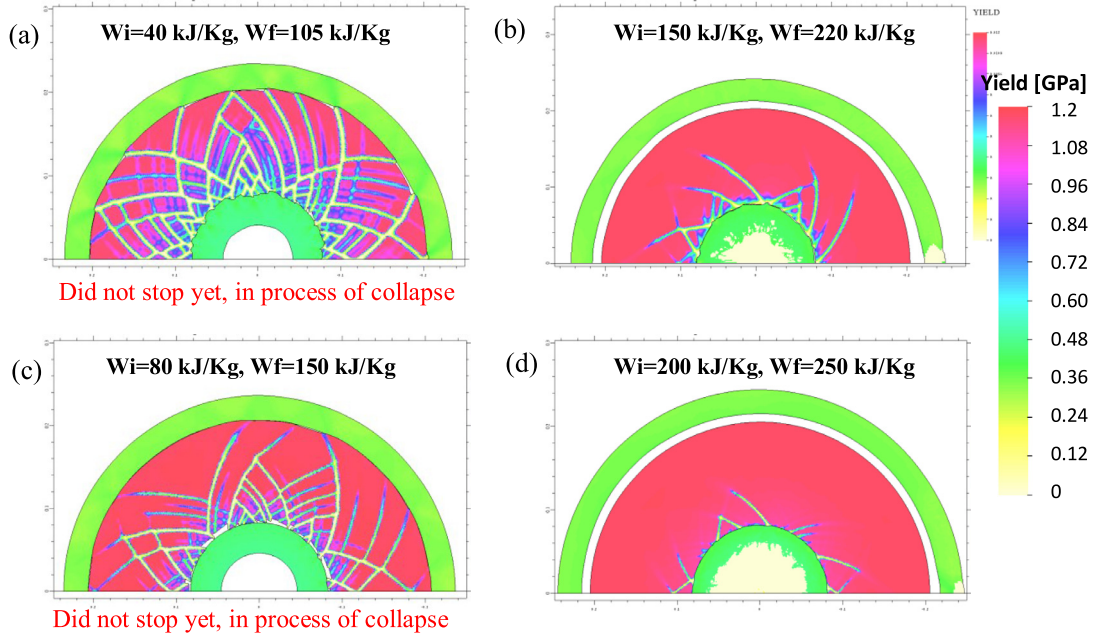 (a)
Wi=40 kJ/Kg, Wf=105 kJ/Kg
Did not stop yet, in process of collapse
(b)
Wi=150 kJ/Kg, Wf=220 kJ/Kg
YIELD
Yield [GPa]
1.2
1.08
0.96
0.84
0.72
0.60
0.48
0.36
0.24
0.12
0
(c)
Wi=80 kJ/Kg, Wf=150 kJ/Kg
Did not stop yet, in process of collapse
(d)
Wi=200 kJ/Kg, Wf=250 kJ/Kg